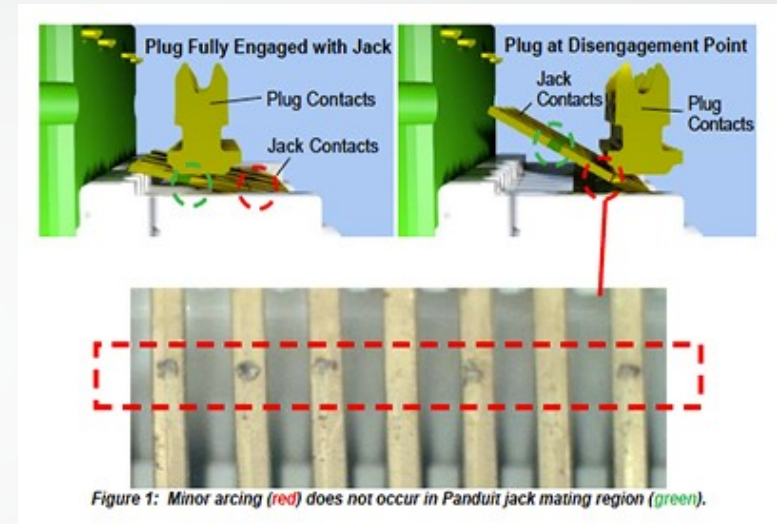 Plug Fully Engaged with Jack
Plug Contacts
Jack Contacts
Plug at Disengagement Point
Jack
Contacts
Plug
Contacts
Figure 1: Minor arcing (red) does not occur in Panduit jack mating region (green).